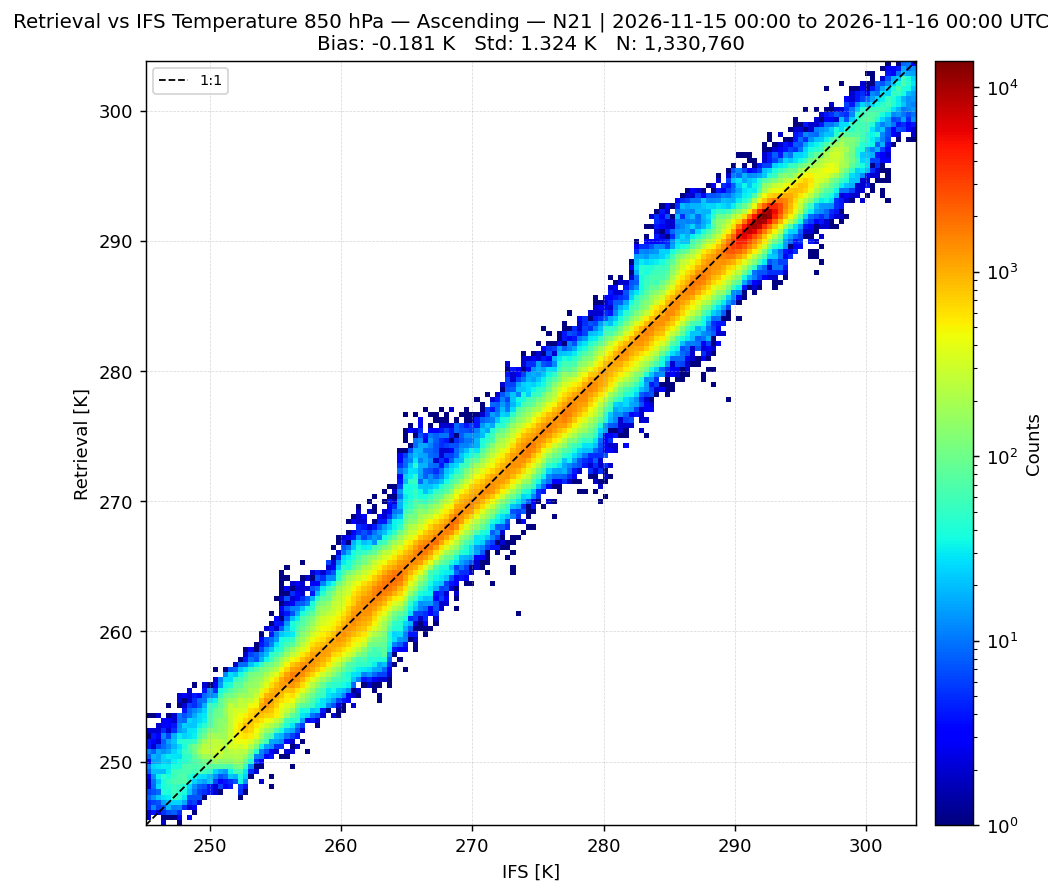 Retrieval vs IFS Temperature 850 hPa — Ascending — N21 | 2026-11-15 00:00 to 2026-11-16 00:00 UTC
Bias: -0.181 K   Std: 1.324 K   N: 1,330,760
1:1
300
290
280
270
260
250
Retrieval [K]
250 260 270 280 290 300
IFS [K]
10⁴
10³
10²
10¹
10⁰
Counts